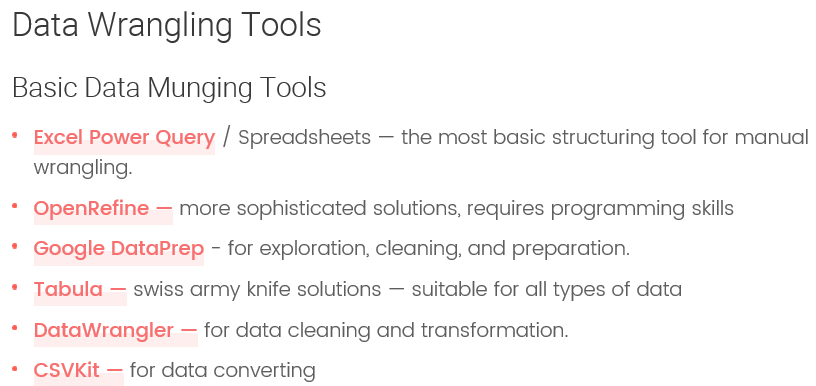 Data Wrangling Tools
Basic Data Munging Tools
• Excel Power Query / Spreadsheets — the most basic structuring tool for manual
wrangling.
• OpenRefine — more sophisticated solutions, requires programming skills
• Google DataPrep - for exploration, cleaning, and preparation.
• Tabula — swiss army knife solutions — suitable for all types of data
• DataWrangler — for data cleaning and transformation.
• CSVKit — for data converting